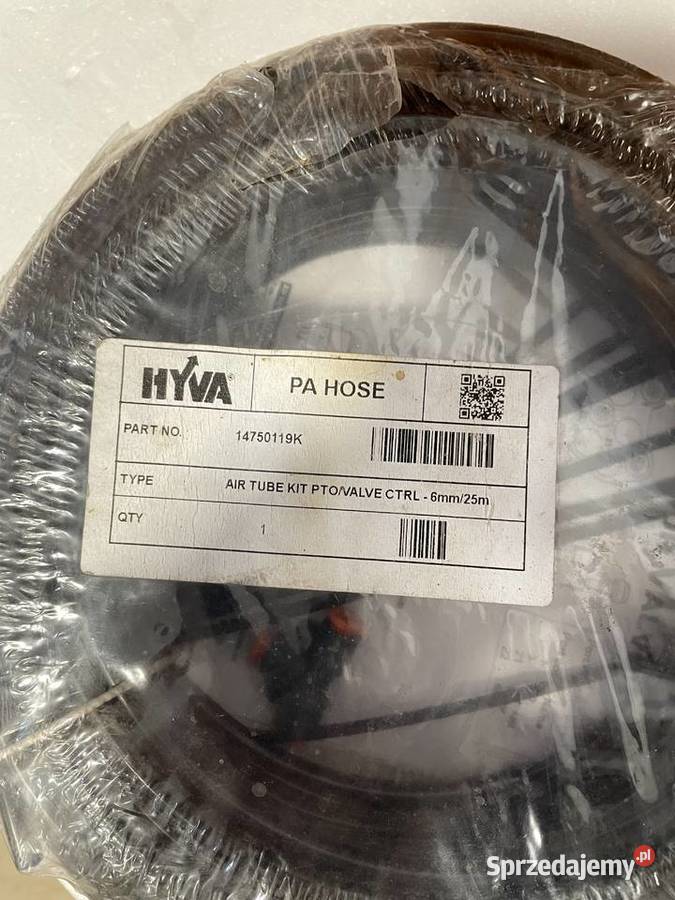 HYVA®
PA HOSE
PART NO. 14750119K
TYPE AIR TUBE KIT PTO/VALVE CTRL - 6mm/25m
QTY 1
Sprzedajemy.pl